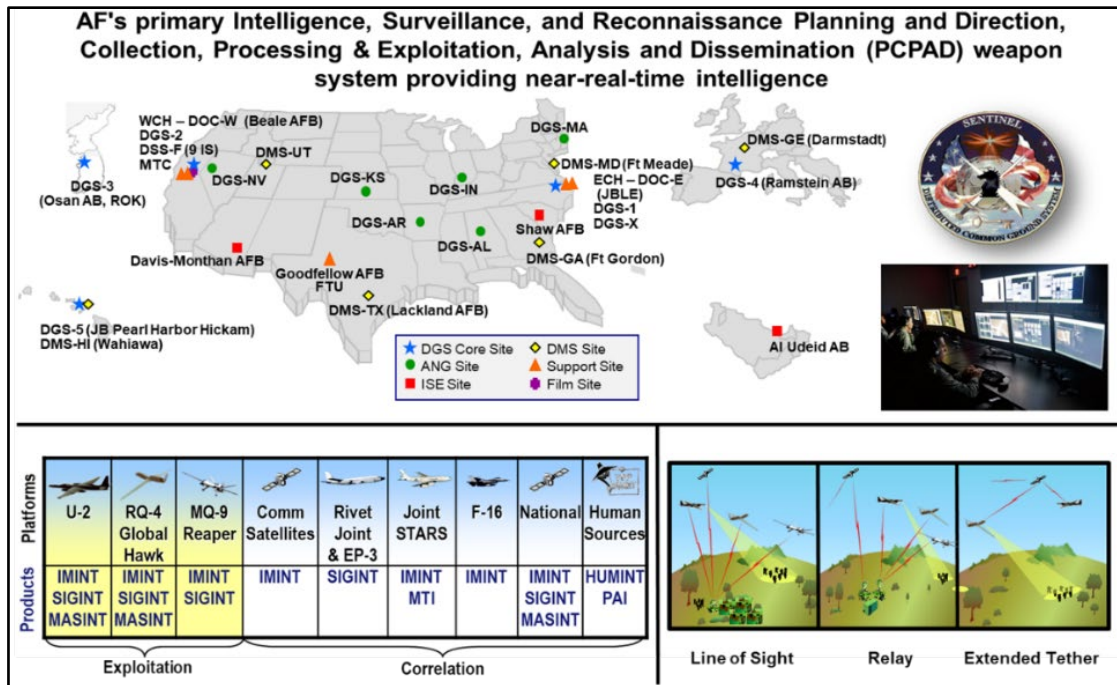 AF's primary Intelligence, Surveillance, and Reconnaissance Planning and Direction,
Collection, Processing & Exploitation, Analysis and Dissemination (PCPAD) weapon
system providing near-real-time intelligence
WCH – DOC-W (Beale AFB)
DGS-2
DSS-F (9 IS)
MTC
DGS-3
(Osan AB, ROK)
DGS-NV
DMS-UT
DGS-KS
DGS-IN
DGS-MA
DMS-MD (Ft Meade)
ECH – DOC-E
(JBLE)
DGS-1
DGS-X
DMS-GE (Darmstadt)
DGS-4 (Ramstein AB)
SENTINEL
DISTRIBUTED COMMON GROUND SYSTEM
DGS-AR
DGS-AL
Shaw AFB
DMS-GA (Ft Gordon)
Davis-Monthan AFB
Goodfellow AFB
FTU
DMS-TX (Lackland AFB)
DGS-5 (JB Pearl Harbor Hickam)
DMS-HI (Wahiawa)
Al Udeid AB
DGS Core Site
DMS Site
ANG Site
Support Site
ISE Site
Film Site
Platforms
U-2
RQ-4
Global
Hawk
MQ-9
Reaper
Comm
Satellites
Rivet
Joint
& EP-3
Joint
STARS
F-16
National
Human
Sources
Products
IMINT
SIGINT
MASINT
IMINT
SIGINT
MASINT
IMINT
SIGINT
IMINT
SIGINT
IMINT
MTI
IMINT
IMINT
SIGINT
MASINT
HUMINT
PAI
Exploitation
Correlation
Line of Sight
Relay
Extended Tether